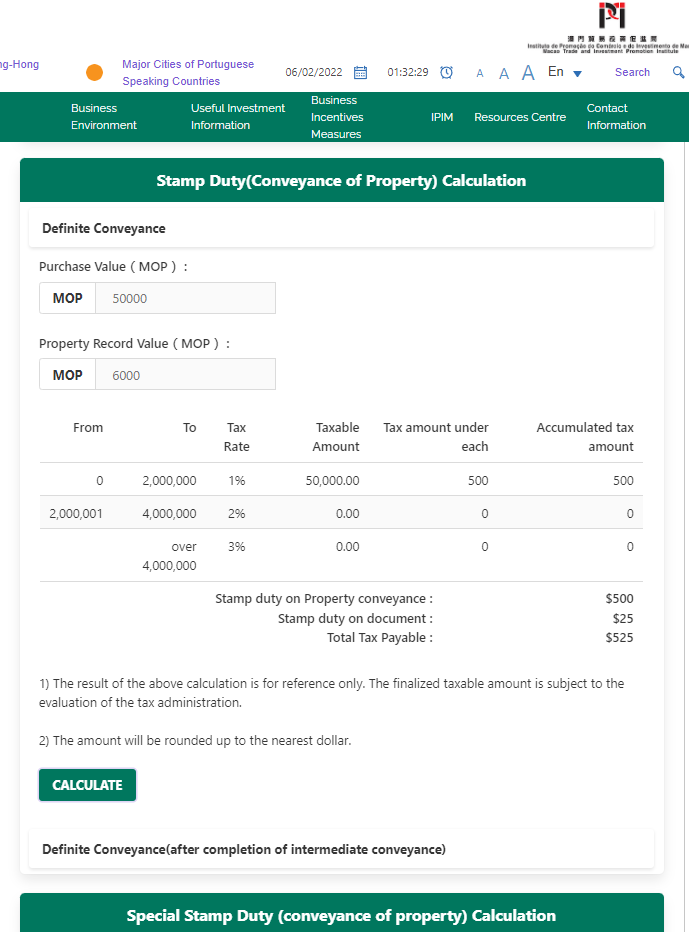 澳門貿易投資促進局
Instituto de Promoção do Comércio e do Investimento de Ma
Macao Trade and Investment Promotion Institute
ng-Hong
Major Cities of Portuguese
Speaking Countries
06/02/2022
01:32:29
A A A
En
Search
Business
Environment
Useful Investment
Information
Business
Incentives
Measures
IPIM
Resources Centre
Contact
Information
Stamp Duty(Conveyance of Property) Calculation
Definite Conveyance
Purchase Value ( MOP ) :
MOP 50000
Property Record Value ( MOP ) :
MOP 6000
From To Tax Rate Taxable Amount Tax amount under each Accumulated tax amount
0 2,000,000 1% 50,000.00 500 500
2,000,001 4,000,000 2% 0.00 0 0
over 4,000,000 3% 0.00 0 0
Stamp duty on Property conveyance : $500
Stamp duty on document : $25
Total Tax Payable : $525
1) The result of the above calculation is for reference only. The finalized taxable amount is subject to the
evaluation of the tax administration.
2) The amount will be rounded up to the nearest dollar.
CALCULATE
Definite Conveyance(after completion of intermediate conveyance)
Special Stamp Duty (conveyance of property) Calculation